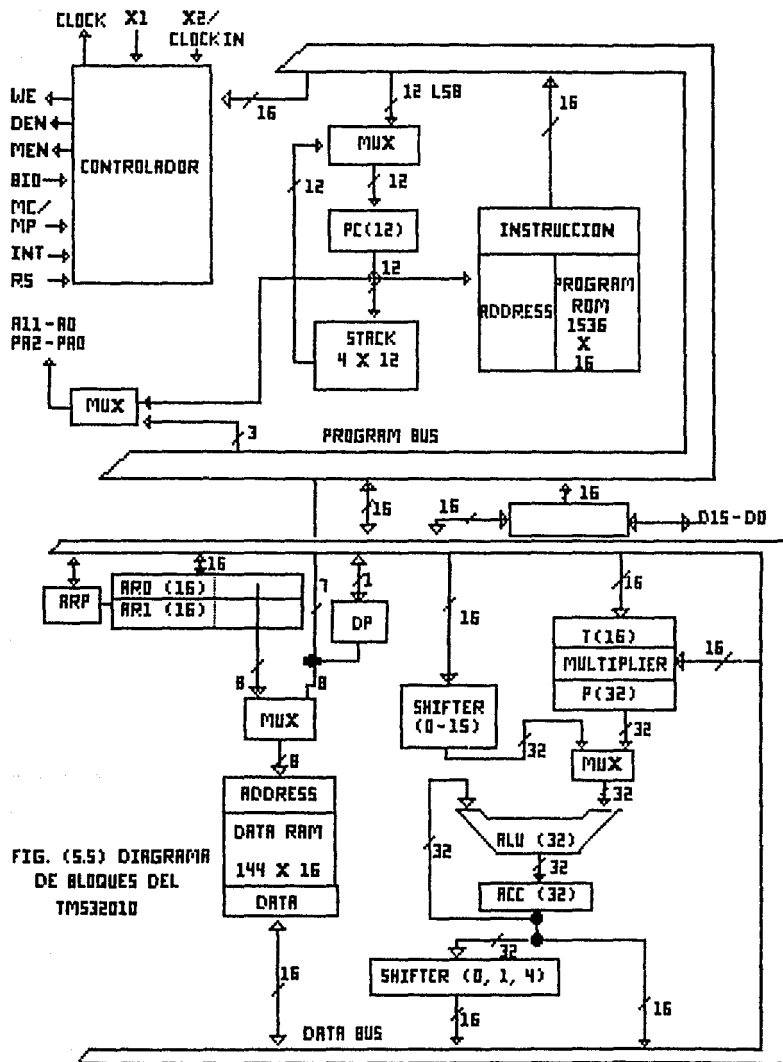 CLOCK X1 X2/
CLOCKIN
WE
DEN
MEN
BIO
MC/
MP
INT
RS
CONTROLADOR
16
12 LSB
MUX
12
12
PC(12)
12
STACK
4 X 12
16
INSTRUCCION
ADDRESS
PROGRAM
ROM
1536
X
16
A11-A0
PA2-PA0
MUX
3
PROGRAM BUS
16
16
16
D15-D0
ARP
16
AR0 (16)
AR1 (16)
7
1
DP
8
8
MUX
8
ADDRESS
DATA RAM
144 X 16
DATA
16
16
SHIFTER
(0-15)
32
16
T(16)
MULTIPLIER
P(32)
16
32
MUX
32
ALU (32)
32
32
ACC (32)
32
SHIFTER (0, 1, 4)
16
16
DATA BUS
FIG. (5.5) DIAGRAMA
DE BLOQUES DEL
TMS32010